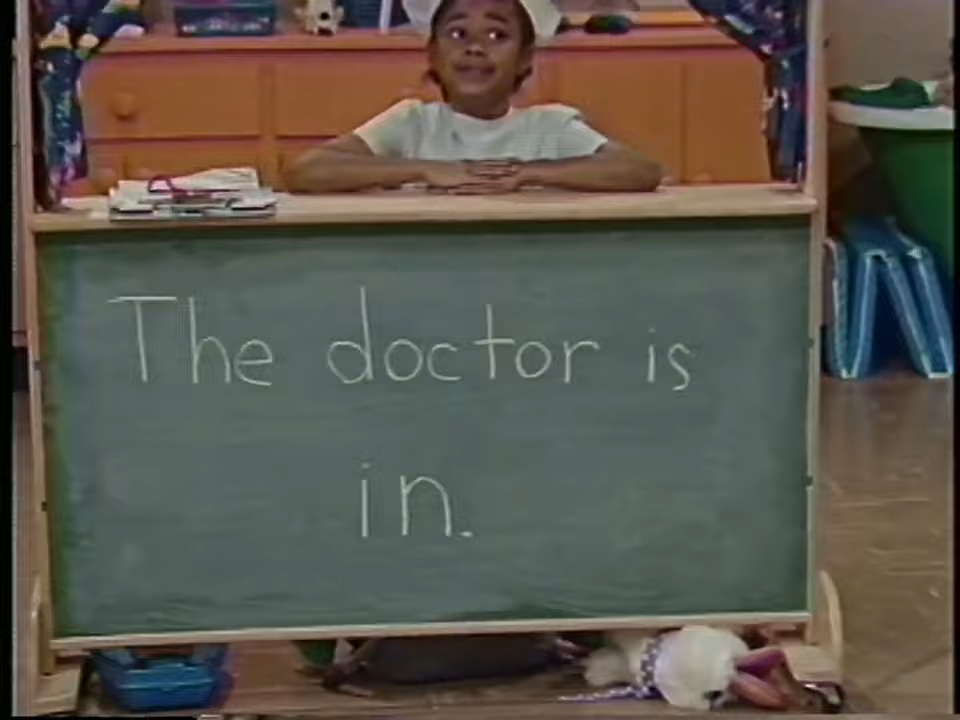 The doctor is
in.